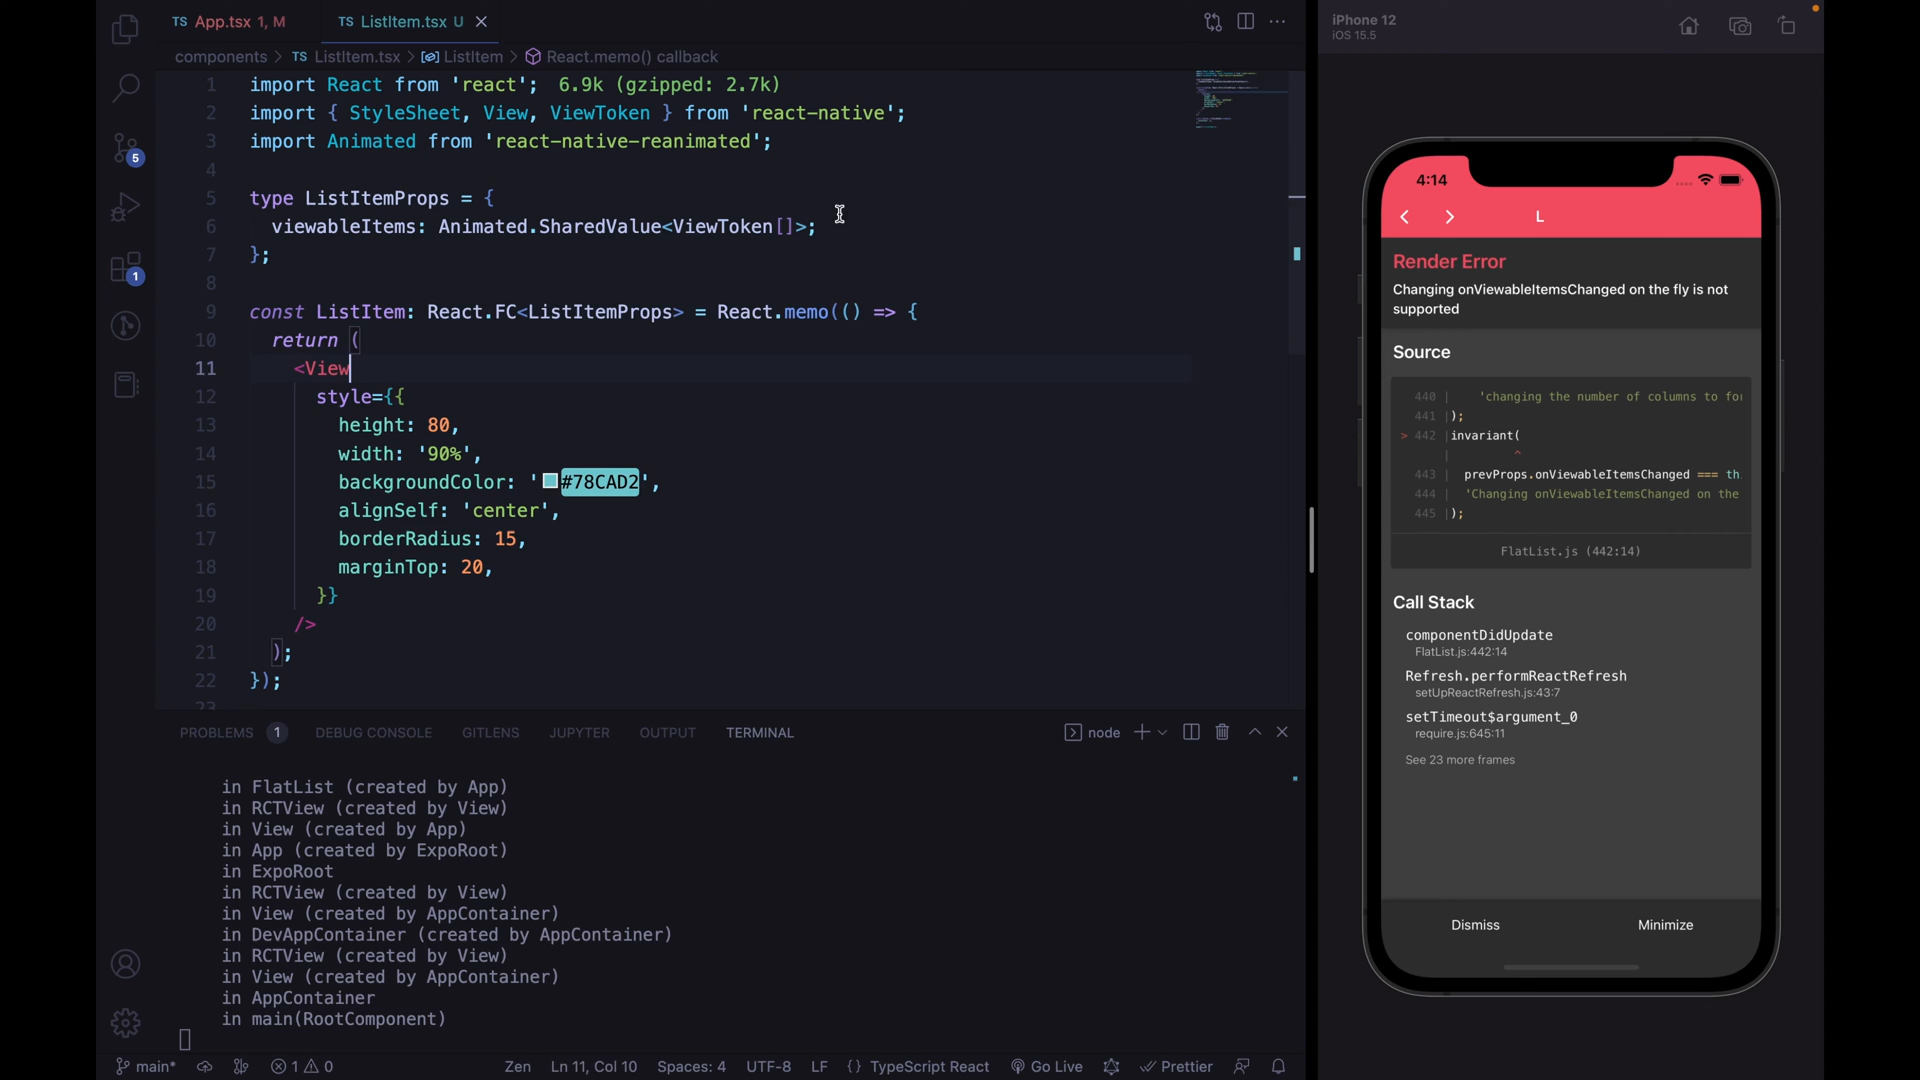 TS App.tsx 1, M
TS ListItem.tsx U
components > TS ListItem.tsx > ListItem > React.memo() callback
1 import React from 'react'; 6.9k (gzipped: 2.7k)
2 import { StyleSheet, View, ViewToken } from 'react-native';
3 import Animated from 'react-native-reanimated';
4
5 type ListItemProps = {
6 viewableItems: Animated.SharedValue<ViewToken[]>;
7 };
8
9 const ListItem: React.FC<ListItemProps> = React.memo(() => {
10 return (
11 <View
12 style={{
13 height: 80,
14 width: '90%',
15 backgroundColor: '#78CAD2',
16 alignSelf: 'center',
17 borderRadius: 15,
18 marginTop: 20,
19 }}
20 />
21 );
22 });
23
5
1
PROBLEMS 1 DEBUG CONSOLE GITLENS JUPYTER OUTPUT TERMINAL
node
in FlatList (created by App)
in RCTView (created by View)
in View (created by App)
in App (created by ExpoRoot)
in ExpoRoot
in RCTView (created by View)
in View (created by AppContainer)
in DevAppContainer (created by AppContainer)
in RCTView (created by View)
in View (created by AppContainer)
in AppContainer
in main(RootComponent)
main* 1 0 Zen Ln 11, Col 10 Spaces: 4 UTF-8 LF {} TypeScript React Go Live Prettier
iPhone 12
iOS 15.5
4:14
L
Render Error
Changing onViewableItemsChanged on the fly is not
supported
Source
440 | 'changing the number of columns to for
441 |);
> 442 |invariant(
| ^
443 | prevProps.onViewableItemsChanged === th
444 | 'Changing onViewableItemsChanged on the
445 |);
FlatList.js (442:14)
Call Stack
componentDidUpdate
FlatList.js:442:14
Refresh.performReactRefresh
setUpReactRefresh.js:43:7
setTimeout$argument_0
require.js:645:11
See 23 more frames
Dismiss
Minimize